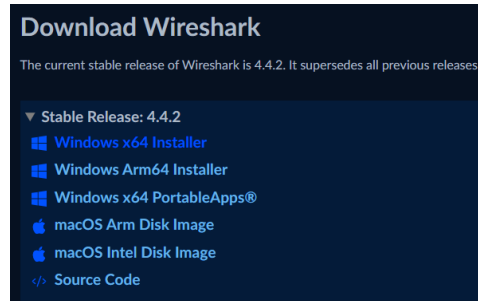 Download Wireshark
The current stable release of Wireshark is 4.4.2. It supersedes all previous releases
Stable Release: 4.4.2
Windows x64 Installer
Windows Arm64 Installer
Windows x64 PortableApps®
macOS Arm Disk Image
macOS Intel Disk Image
</> Source Code